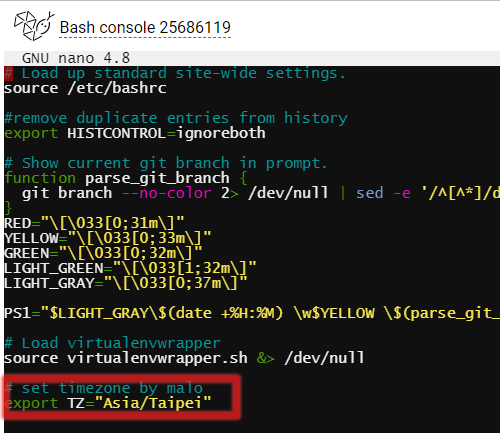 Bash console 25686119
GNU nano 4.8
# Load up standard site-wide settings.
source /etc/bashrc
#remove duplicate entries from history
export HISTCONTROL=ignoreboth
# Show current git branch in prompt.
function parse_git_branch {
  git branch --no-color 2> /dev/null | sed -e '/^[^*]/d
}
RED="\[\033[0;31m\]"
YELLOW="\[\033[0;33m\]"
GREEN="\[\033[0;32m\]"
LIGHT_GREEN="\[\033[1;32m\]"
LIGHT_GRAY="\[\033[0;37m\]"
PS1="$LIGHT_GRAY\$(date +%H:%M) \w$YELLOW \$(parse_git_
# Load virtualenvwrapper
source virtualenvwrapper.sh &> /dev/null
# set timezone by malo
export TZ="Asia/Taipei"